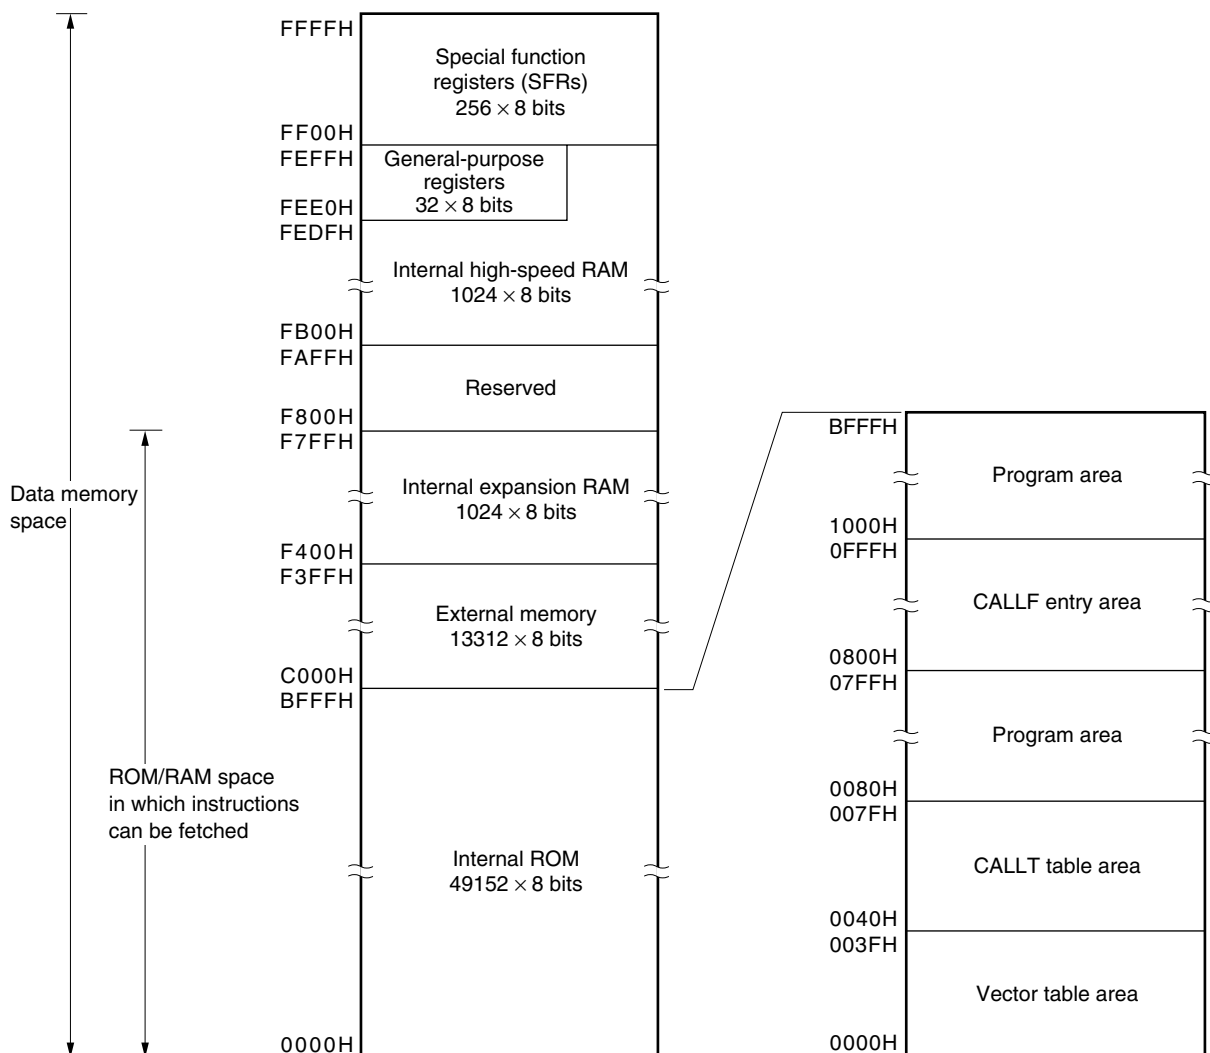 FFFFH
Special function
registers (SFRs)
256 × 8 bits
FF00H
FEFFH
General-purpose
registers
32 × 8 bits
FEE0H
FEDFH
Internal high-speed RAM
1024 × 8 bits
FB00H
FAFFH
Reserved
F800H
F7FFH
Data memory
space
Internal expansion RAM
1024 × 8 bits
F400H
F3FFH
External memory
13312 × 8 bits
C000H
BFFFH
ROM/RAM space
in which instructions
can be fetched
Internal ROM
49152 × 8 bits
0000H
BFFFH
Program area
1000H
0FFFH
CALLF entry area
0800H
07FFH
Program area
0080H
007FH
CALLT table area
0040H
003FH
Vector table area
0000H